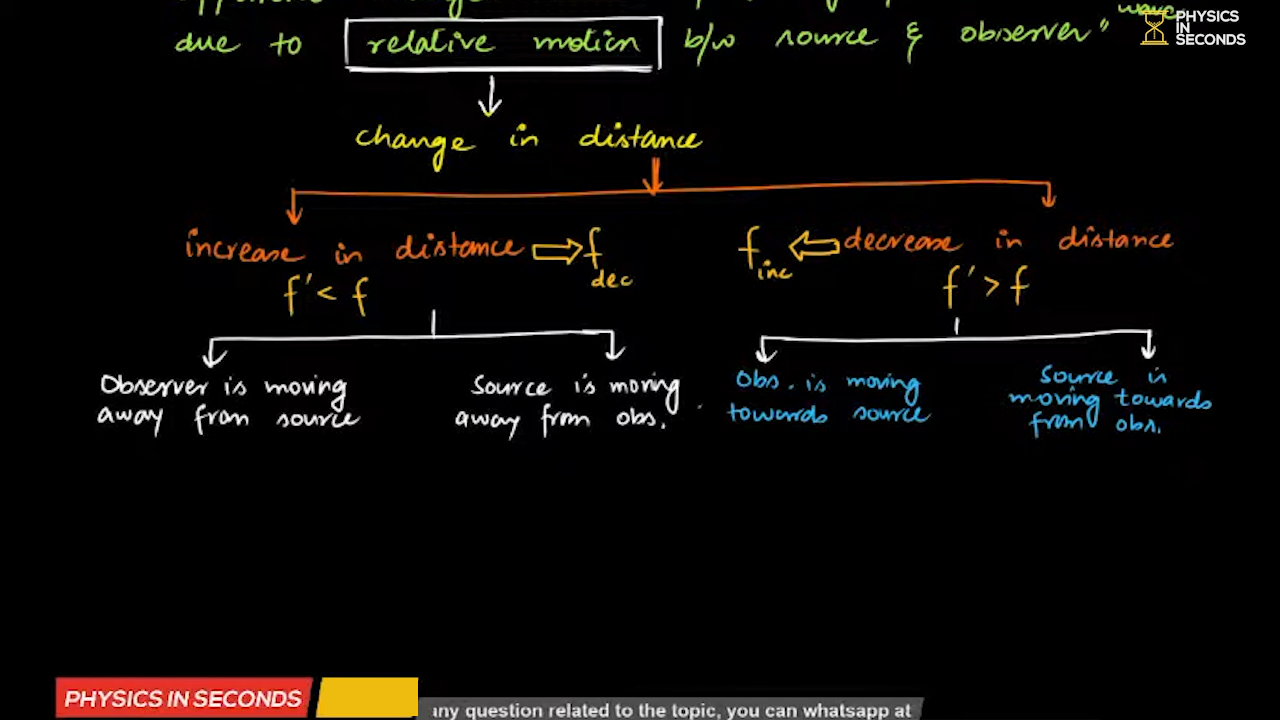 due to relative motion b/w source & observer"
PHYSICS
IN
SECONDS
change in distance
increase in distance ⇒ f dec
f inc ⇐ decrease in distance
f' < f
f' > f
Observer is moving
away from source
Source is moving
away from obs.
Obs. is moving
towards source
Source is
moving towards
from obs.
PHYSICS IN SECONDS
any question related to the topic, you can whatsapp at